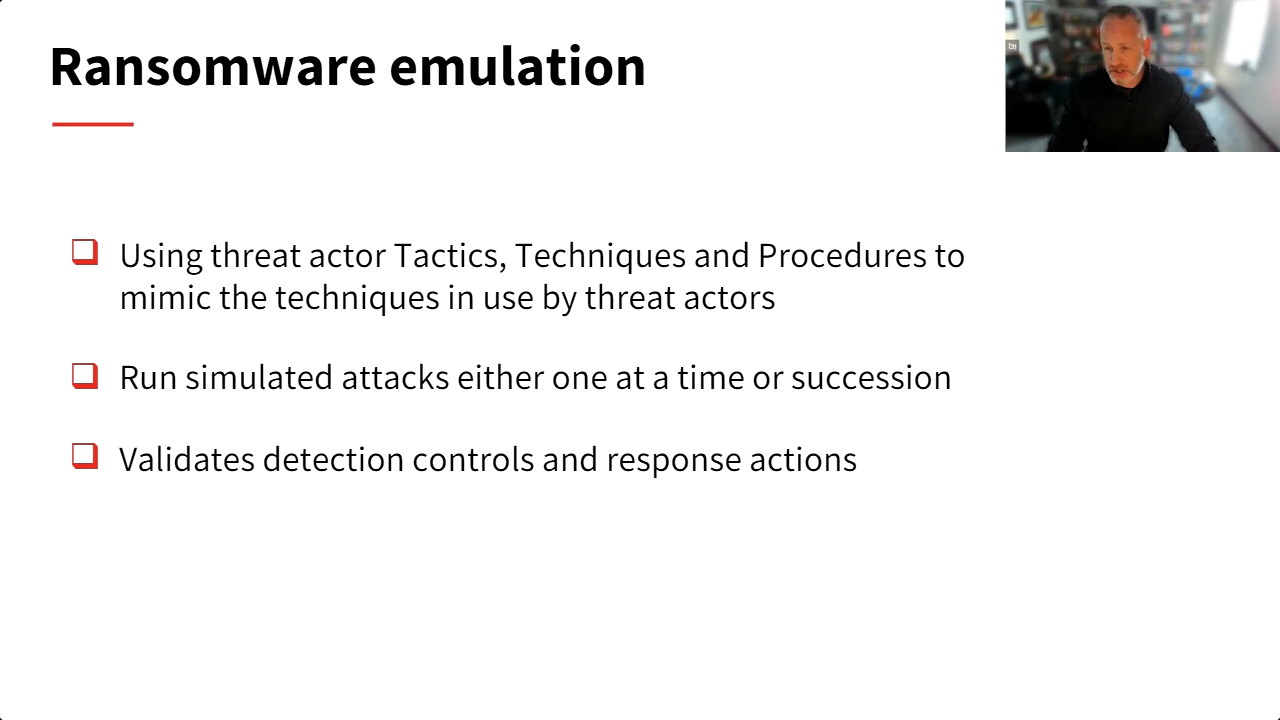 Ransomware emulation
Using threat actor Tactics, Techniques and Procedures to
mimic the techniques in use by threat actors
Run simulated attacks either one at a time or succession
Validates detection controls and response actions